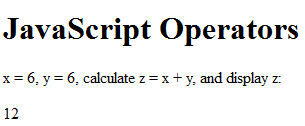 JavaScript Operators
x = 6, y = 6, calculate z = x + y, and display z:
12